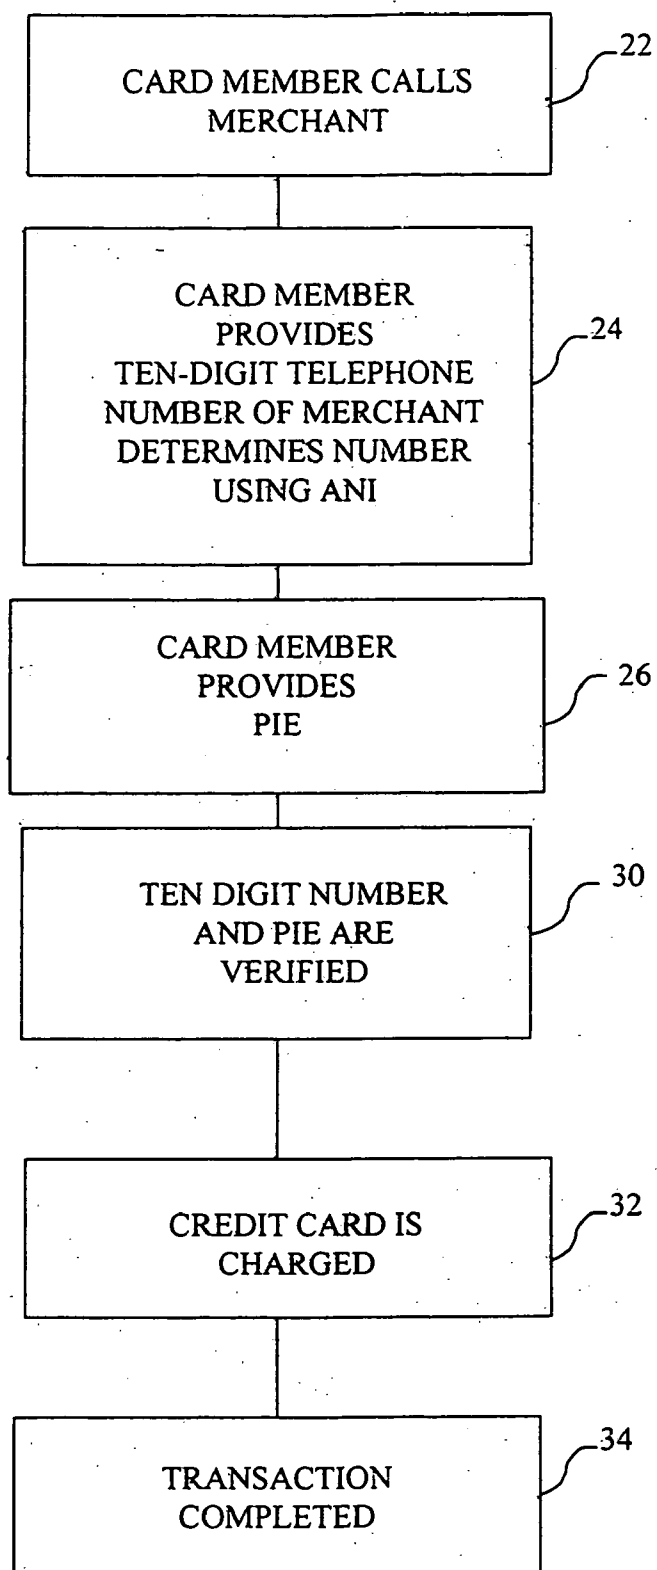 CARD MEMBER CALLS
MERCHANT
22
CARD MEMBER
PROVIDES
TEN-DIGIT TELEPHONE
NUMBER OF MERCHANT
DETERMINES NUMBER
USING ANI
24
CARD MEMBER
PROVIDES
PIE
26
TEN DIGIT NUMBER
AND PIE ARE
VERIFIED
30
CREDIT CARD IS
CHARGED
32
TRANSACTION
COMPLETED
34